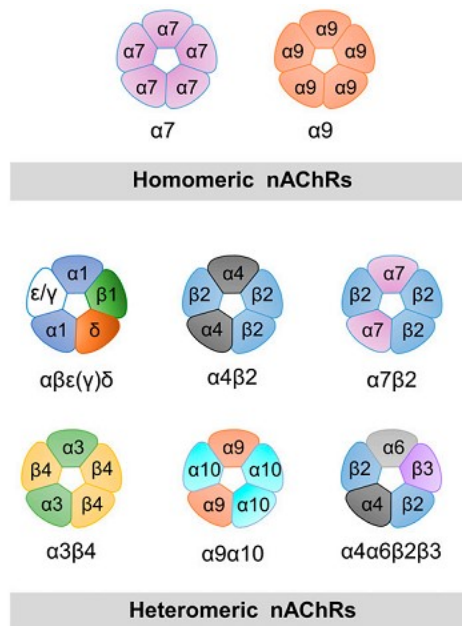 α7 α9
α7 α7 α9 α9
α7 α7 α9 α9
α7 α9
Homomeric nAChRs
α1 α4 α7
ε/γ β1 β2 β2 β2 β2
α1 δ α4 β2 α7 β2
αβε(γ)δ α4β2 α7β2
α3 α9 α6
β4 β4 α10 α10 β2 β3
α3 β4 α9 α10 α4 β2
α3β4 α9α10 α4α6β2β3
Heteromeric nAChRs